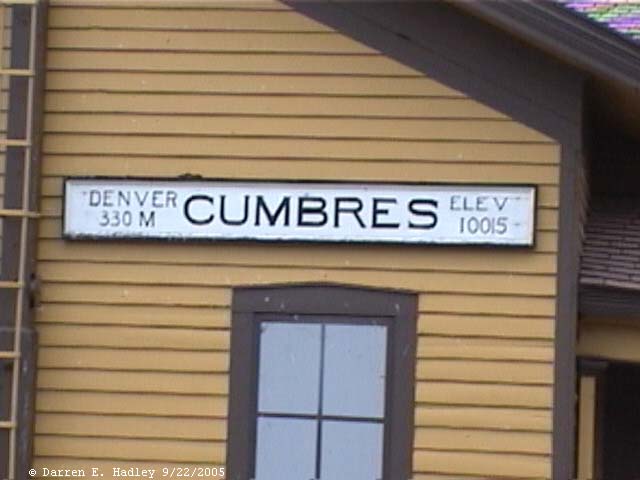 DENVER CUMBRES ELEV
330 M 10015
© Darren E. Hadley 9/22/2005